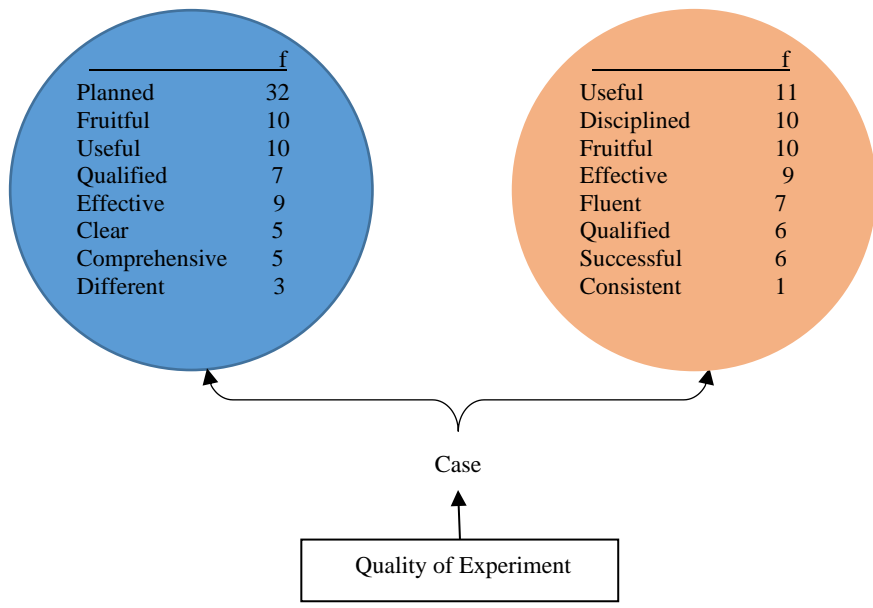 f
Planned 32
Fruitful 10
Useful 10
Qualified 7
Effective 9
Clear 5
Comprehensive 5
Different 3
f
Useful 11
Disciplined 10
Fruitful 10
Effective 9
Fluent 7
Qualified 6
Successful 6
Consistent 1
Case
Quality of Experiment